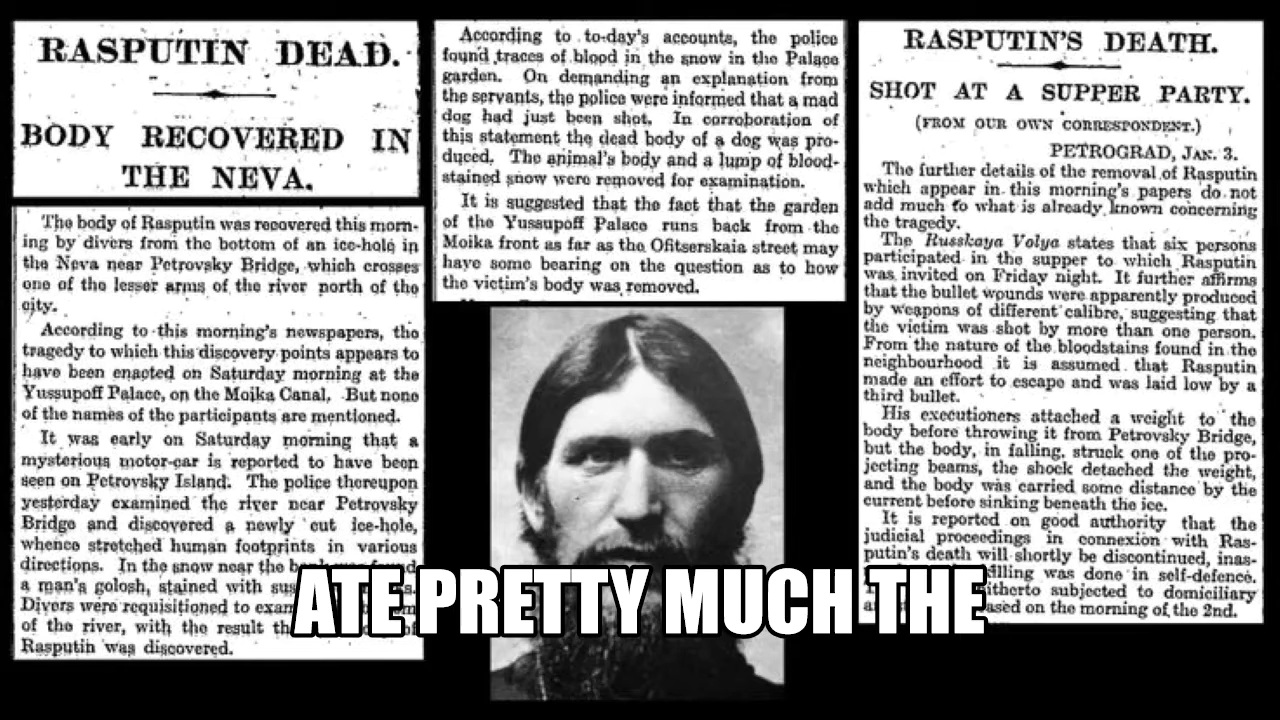 RASPUTIN DEAD.
BODY RECOVERED IN
THE NEVA.
The body of Rasputin was recovered this morn-
ing by divers from the bottom of an ice-hole in
the Neva near Petrovsky Bridge, which crosses
one of the lesser arms of the river north of the
city.
According to this morning's newspapers, the
tragedy to which this discovery points appears to
have been enacted on Saturday morning at the
Yussupoff Palace, on the Moika Canal. But none
of the names of the participants are mentioned.
It was early on Saturday morning that a
mysterious motor-car is reported to have been
seen on Petrovsky Island. The police thereupon
yesterday examined the river near Petrovsky
Bridge and discovered a newly cut ice-hole,
whence stretched human footprints in various
directions. In the snow near the
a man's golosh, stained with
Divers were requisitioned to
of the river, with the result
Rasputin was discovered.
According to to-day's accounts, the police
found traces of blood in the snow in the Palace
garden. On demanding an explanation from
the servants, the police were informed that a mad
dog had just been shot. In corroboration of
this statement the dead body of a dog was pro-
duced. The animal's body and a lump of blood-
stained snow were removed for examination.
It is suggested that the fact that the garden
of the Yussupoff Palace runs back from the
Moika front as far as the Ofitserskaia street may
have some bearing on the question as to how
the victim's body was removed.
RASPUTIN'S DEATH.
SHOT AT A SUPPER PARTY.
(FROM OUR OWN CORRESPONDENT.)
PETROGRAD, JAN. 3.
The further details of the removal of Rasputin
which appear in this morning's papers do not
add much to what is already known concerning
the tragedy.
The Russkaya Volya states that six persons
participated in the supper to which Rasputin
was invited on Friday night. It further affirms
that the bullet wounds were apparently produced
by weapons of different calibre, suggesting that
the victim was shot by more than one person.
From the nature of the bloodstains found in the
neighbourhood it is assumed that Rasputin
made an effort to escape and was laid low by a
third bullet.
His executioners attached a weight to the
body before throwing it from Petrovsky Bridge,
but the body, in falling, struck one of the pro-
jecting beams, the shock detached the weight,
and the body was carried some distance by the
current before sinking beneath the ice.
It is reported on good authority that the
judicial proceedings in connexion with Ras-
putin's death will shortly be discontinued, inas-
was done in self-defence.
subjected to domiciliary
on the morning of the 2nd.
ATE PRETTY MUCH THE